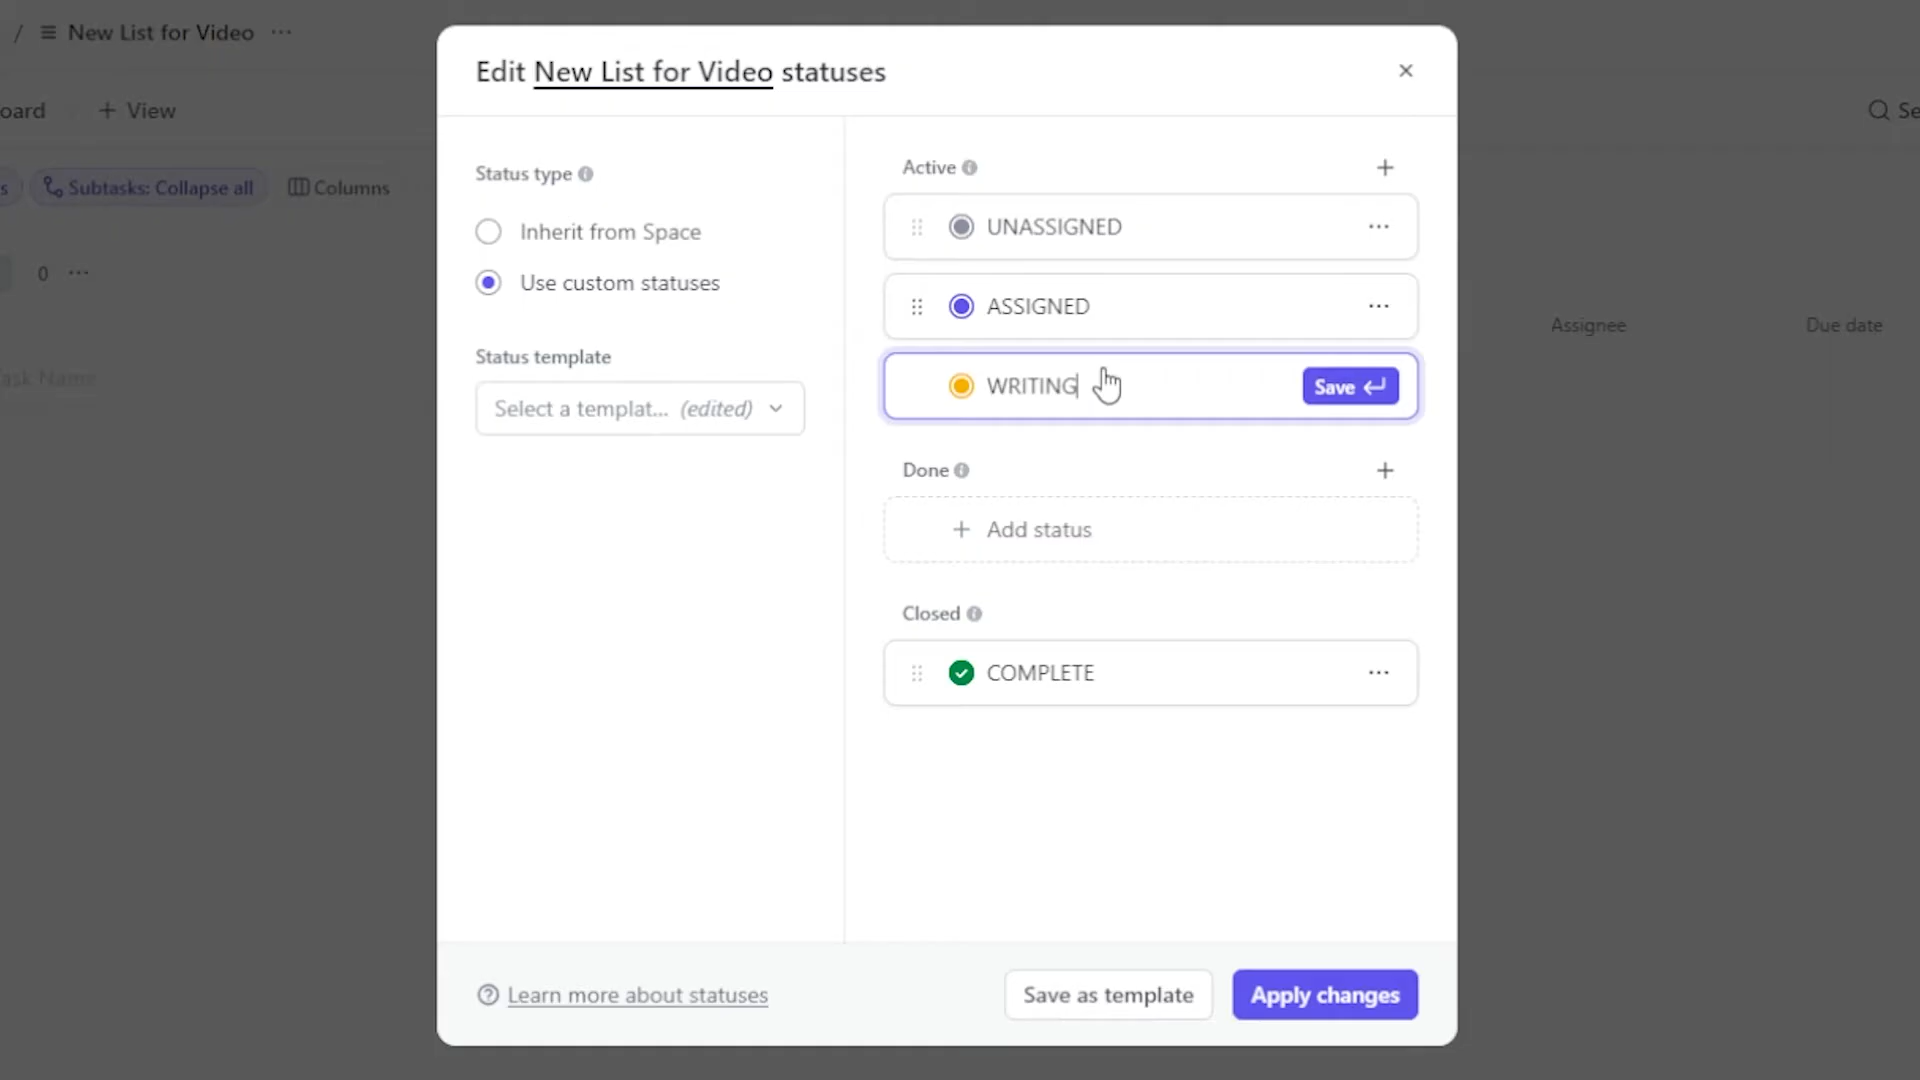 / New List for Video ...
Edit New List for Video statuses
oard
+ View
Se
s
Subtasks: Collapse all
Columns
0 ...
Assignee
Due date
Task Name
Status type
Inherit from Space
Use custom statuses
Status template
Select a templat... (edited)
Active
UNASSIGNED
ASSIGNED
WRITING
Save
Done
+ Add status
Closed
COMPLETE
Learn more about statuses
Save as template
Apply changes